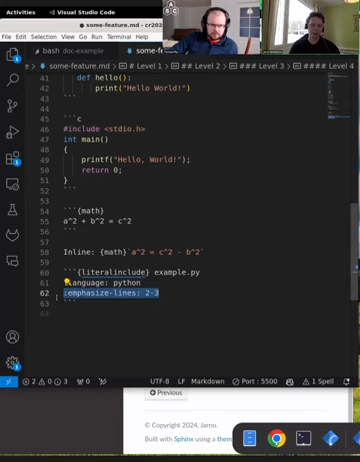 Activities
Visual Studio Code
some-feature.md - cr202
File Edit Selection View Go Run Terminal Help
bash doc-example
some-fe
some-feature.md > # Level 1 > ## Level 2 > ### Level 3 > #### Level 4
41 def hello():
42 print("Hello World!")
43 ```
44
45 ```c
46 #include <stdio.h>
47 int main()
48 {
49 printf("Hello, World!");
50 return 0;
51 }
52 ```
53
54 ```{math}
55 a^2 + b^2 = c^2
56 ```
57
58 Inline: {math}`a^2 = c^2 - b^2`
59
60 ```{literalinclude} example.py
61 language: python
62 :emphasize-lines: 2-3
63 ```
64
2 0 3 0 UTF-8 LF Markdown Port : 5500 1 Spell
Previous
© Copyright 2024, Jarno.
Built with Sphinx using a them